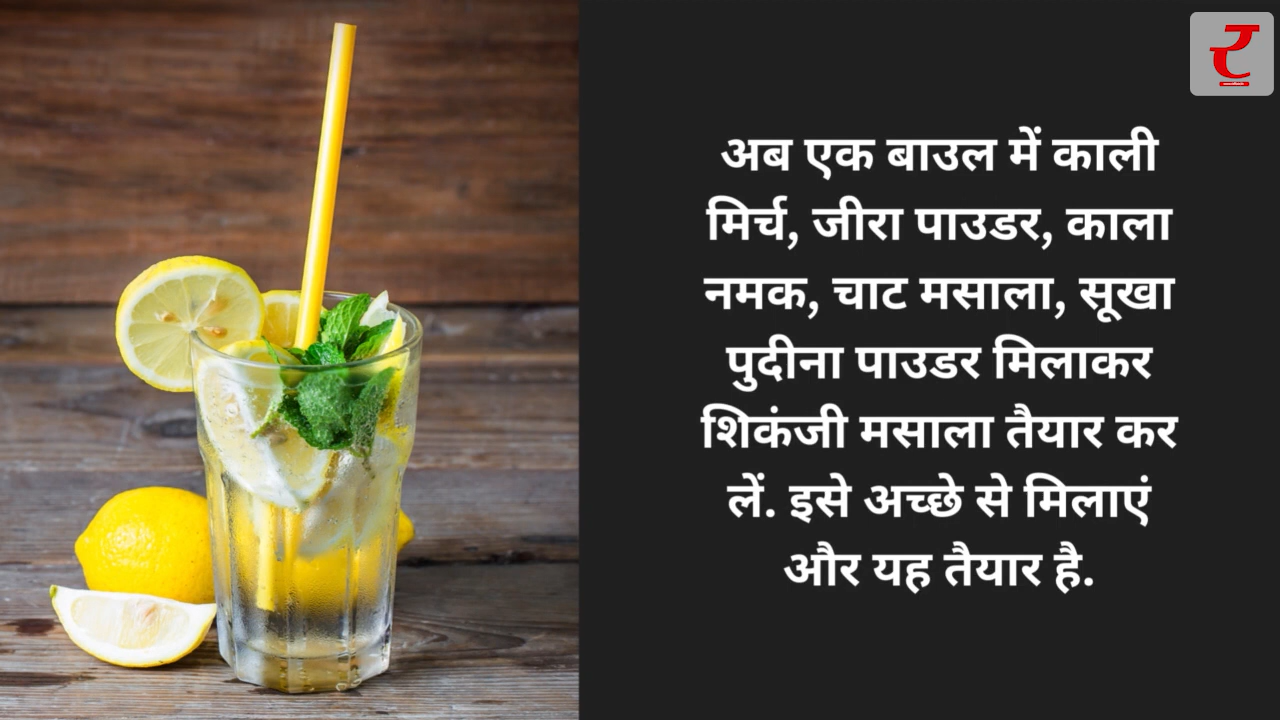 अब एक बाउल में काली
मिर्च, जीरा पाउडर, काला
नमक, चाट मसाला, सूखा
पुदीना पाउडर मिलाकर
शिकंजी मसाला तैयार कर
लें. इसे अच्छे से मिलाएं
और यह तैयार है.